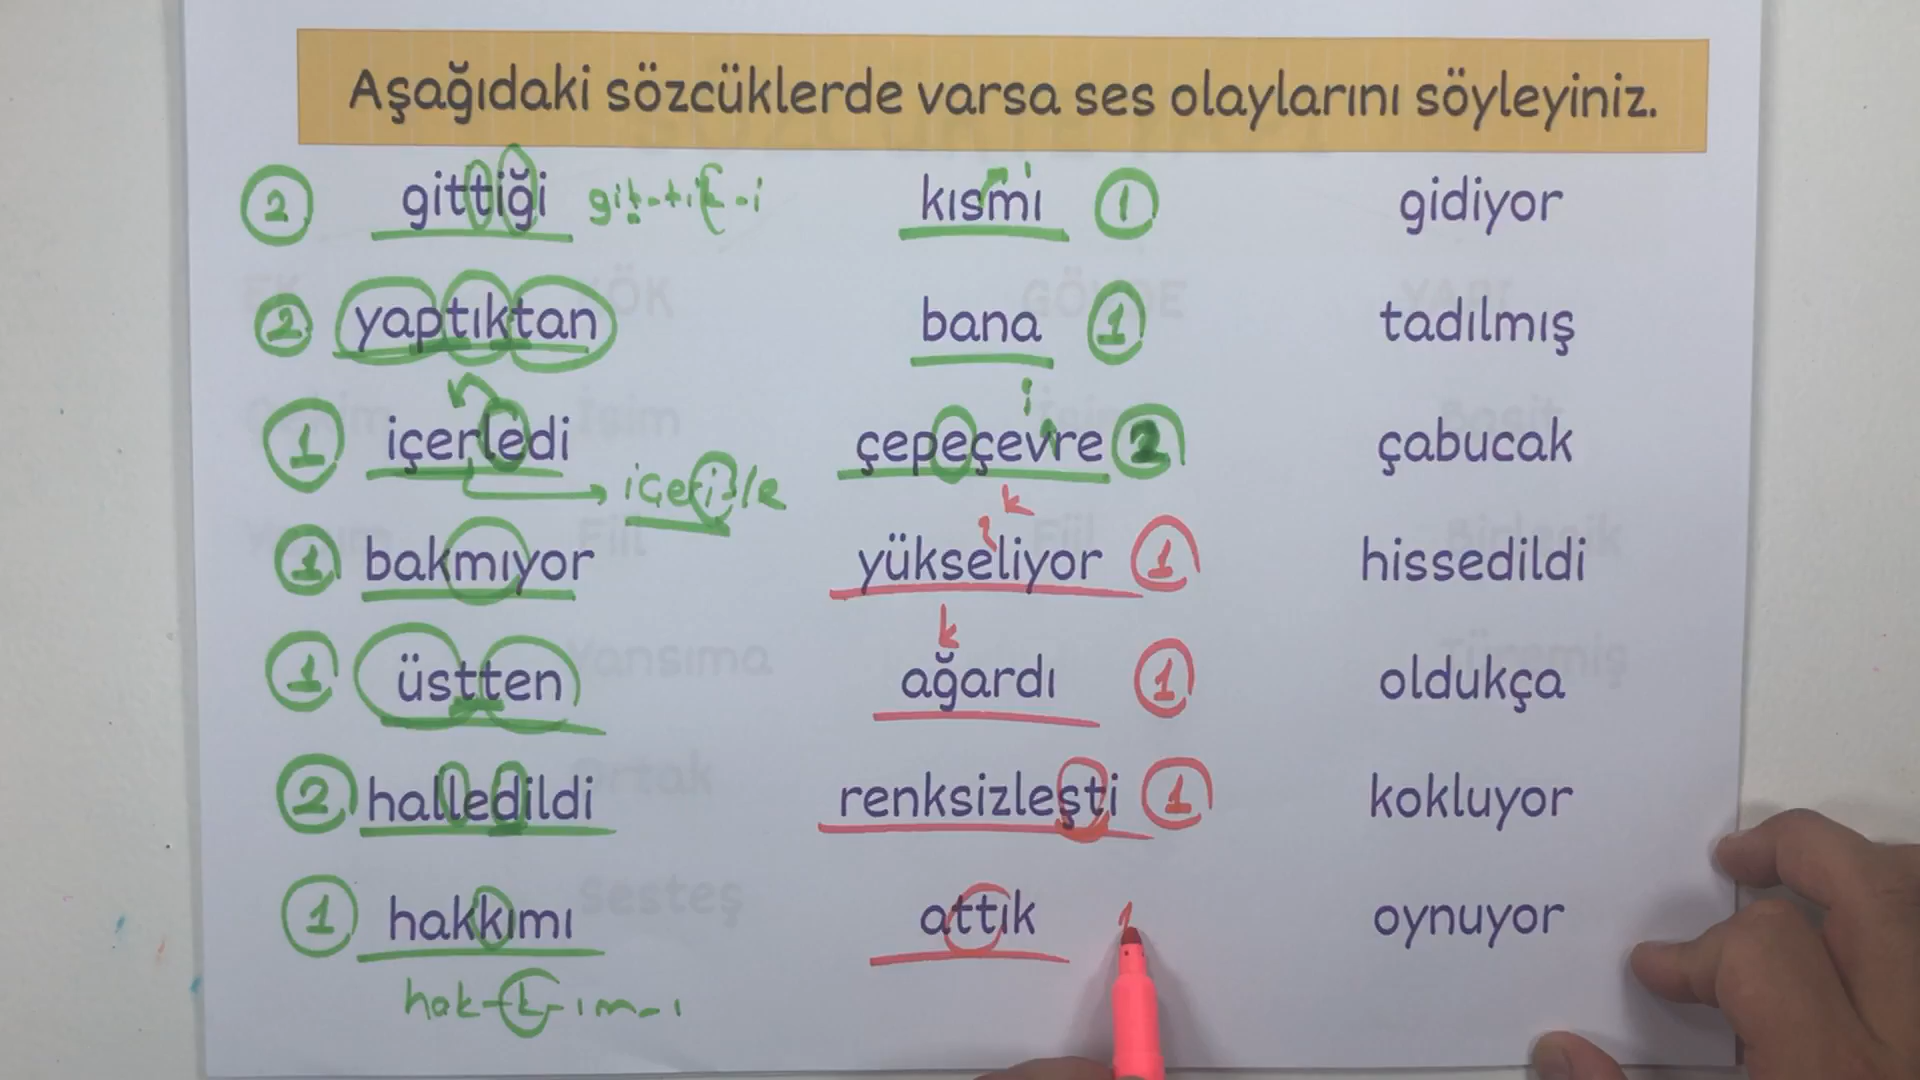 Aşağıdaki sözcüklerde varsa ses olaylarını söyleyiniz.
2 gittiği git-tik-i kısmı ı 1 gidiyor
2 yaptıktan bana 1 tadılmış
1 içerledi çepeçevre i 2 çabucak
içeri/le
1 bakmıyor yükseliyor k 1 hissedildi
1 üstten ağardı k 1 oldukça
2 halledildi renksizleşti 1 kokluyor
1 hakkımı attık 1 oynuyor
hak-k-ım-ı